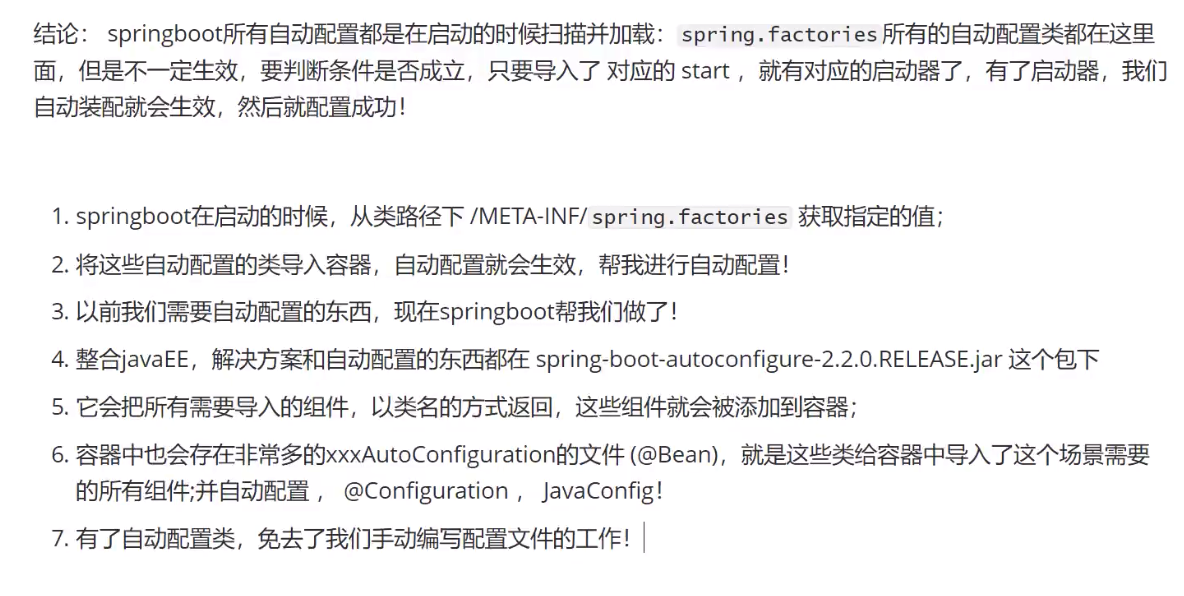 结论： springboot所有自动配置都是在启动的时候扫描并加载：spring.factories所有的自动配置类都在这里
面，但是不一定生效，要判断条件是否成立，只要导入了 对应的 start ，就有对应的启动器了，有了启动器，我们
自动装配就会生效，然后就配置成功！
1. springboot在启动的时候，从类路径下 /META-INF/spring.factories 获取指定的值；
2. 将这些自动配置的类导入容器，自动配置就会生效，帮我进行自动配置！
3. 以前我们需要自动配置的东西，现在springboot帮我们做了！
4. 整合javaEE，解决方案和自动配置的东西都在 spring-boot-autoconfigure-2.2.0.RELEASE.jar 这个包下
5. 它会把所有需要导入的组件，以类名的方式返回，这些组件就会被添加到容器；
6. 容器中也会存在非常多的xxxAutoConfiguration的文件 (@Bean)，就是这些类给容器中导入了这个场景需要
的所有组件;并自动配置 ， @Configuration ， JavaConfig！
7. 有了自动配置类，免去了我们手动编写配置文件的工作！